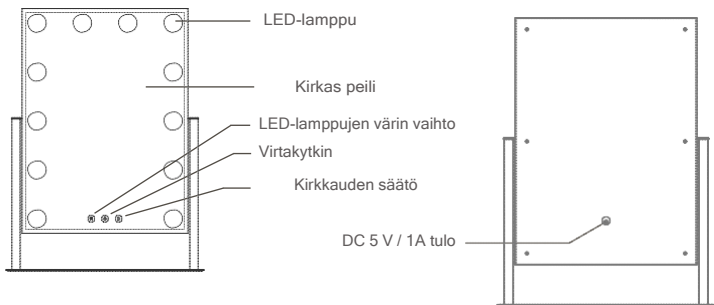 LED-lamppu
Kirkas peili
LED-lamppujen värin vaihto
Virtakytkin
Kirkkauden säätö
DC 5 V / 1A tulo